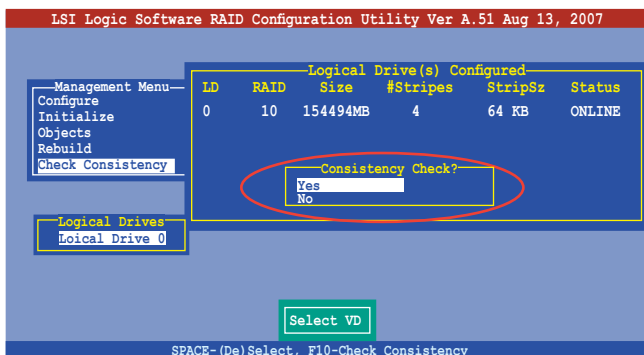 LSI Logic Software RAID Configuration Utility Ver A.51 Aug 13, 2007
Logical Drive(s) Configured
LD RAID Size #Stripes StripSz Status
0 10 154494MB 4 64 KB ONLINE
Management Menu
Configure
Initialize
Objects
Rebuild
Check Consistency
Consistency Check?
Yes
No
Logical Drives
Loical Drive 0
Select VD
SPACE-(De)Select, F10-Check Consistency